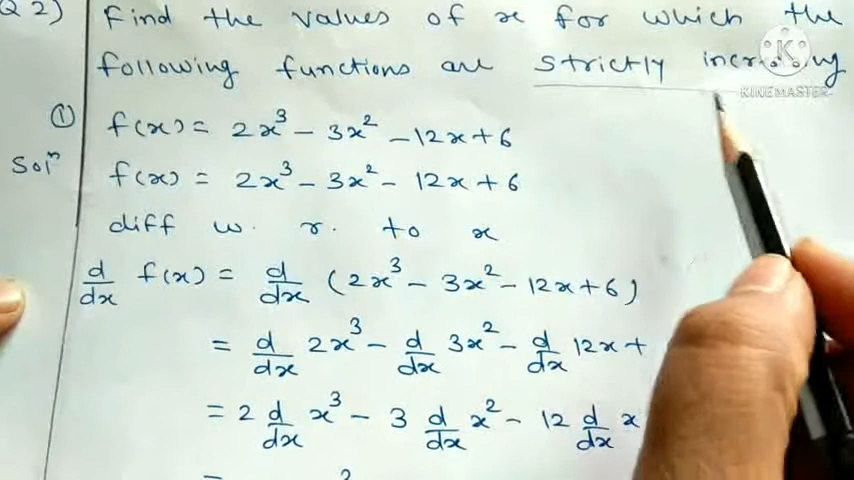 Q 2) Find the values of x for which the
following functions are strictly increasing
KINEMASTER
① f(x) = 2x³ - 3x² - 12x + 6
Solⁿ f(x) = 2x³ - 3x² - 12x + 6
diff w. r. to x
d/dx f(x) = d/dx (2x³ - 3x² - 12x + 6)
= d/dx 2x³ - d/dx 3x² - d/dx 12x +
= 2 d/dx x³ - 3 d/dx x² - 12 d/dx x